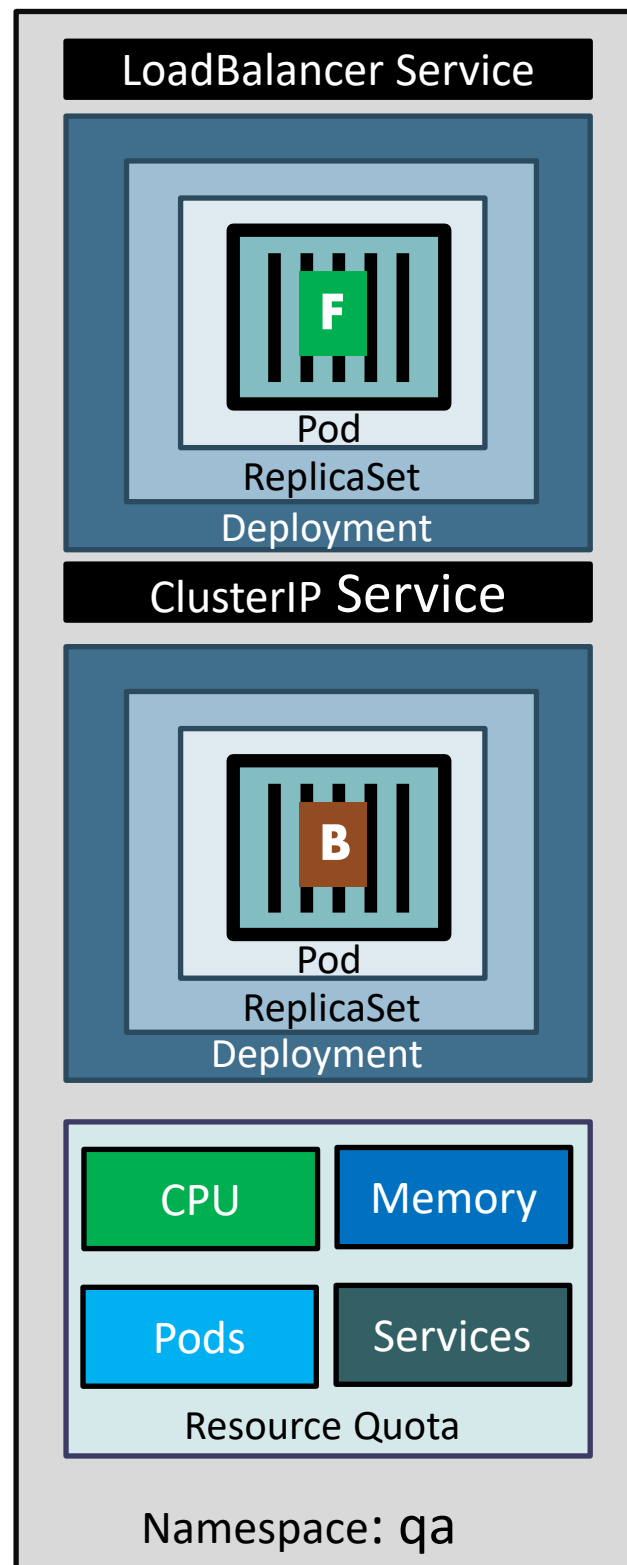 LoadBalancer Service
F
Pod
ReplicaSet
Deployment
ClusterIP Service
B
Pod
ReplicaSet
Deployment
CPU
Memory
Pods
Services
Resource Quota
Namespace: qa